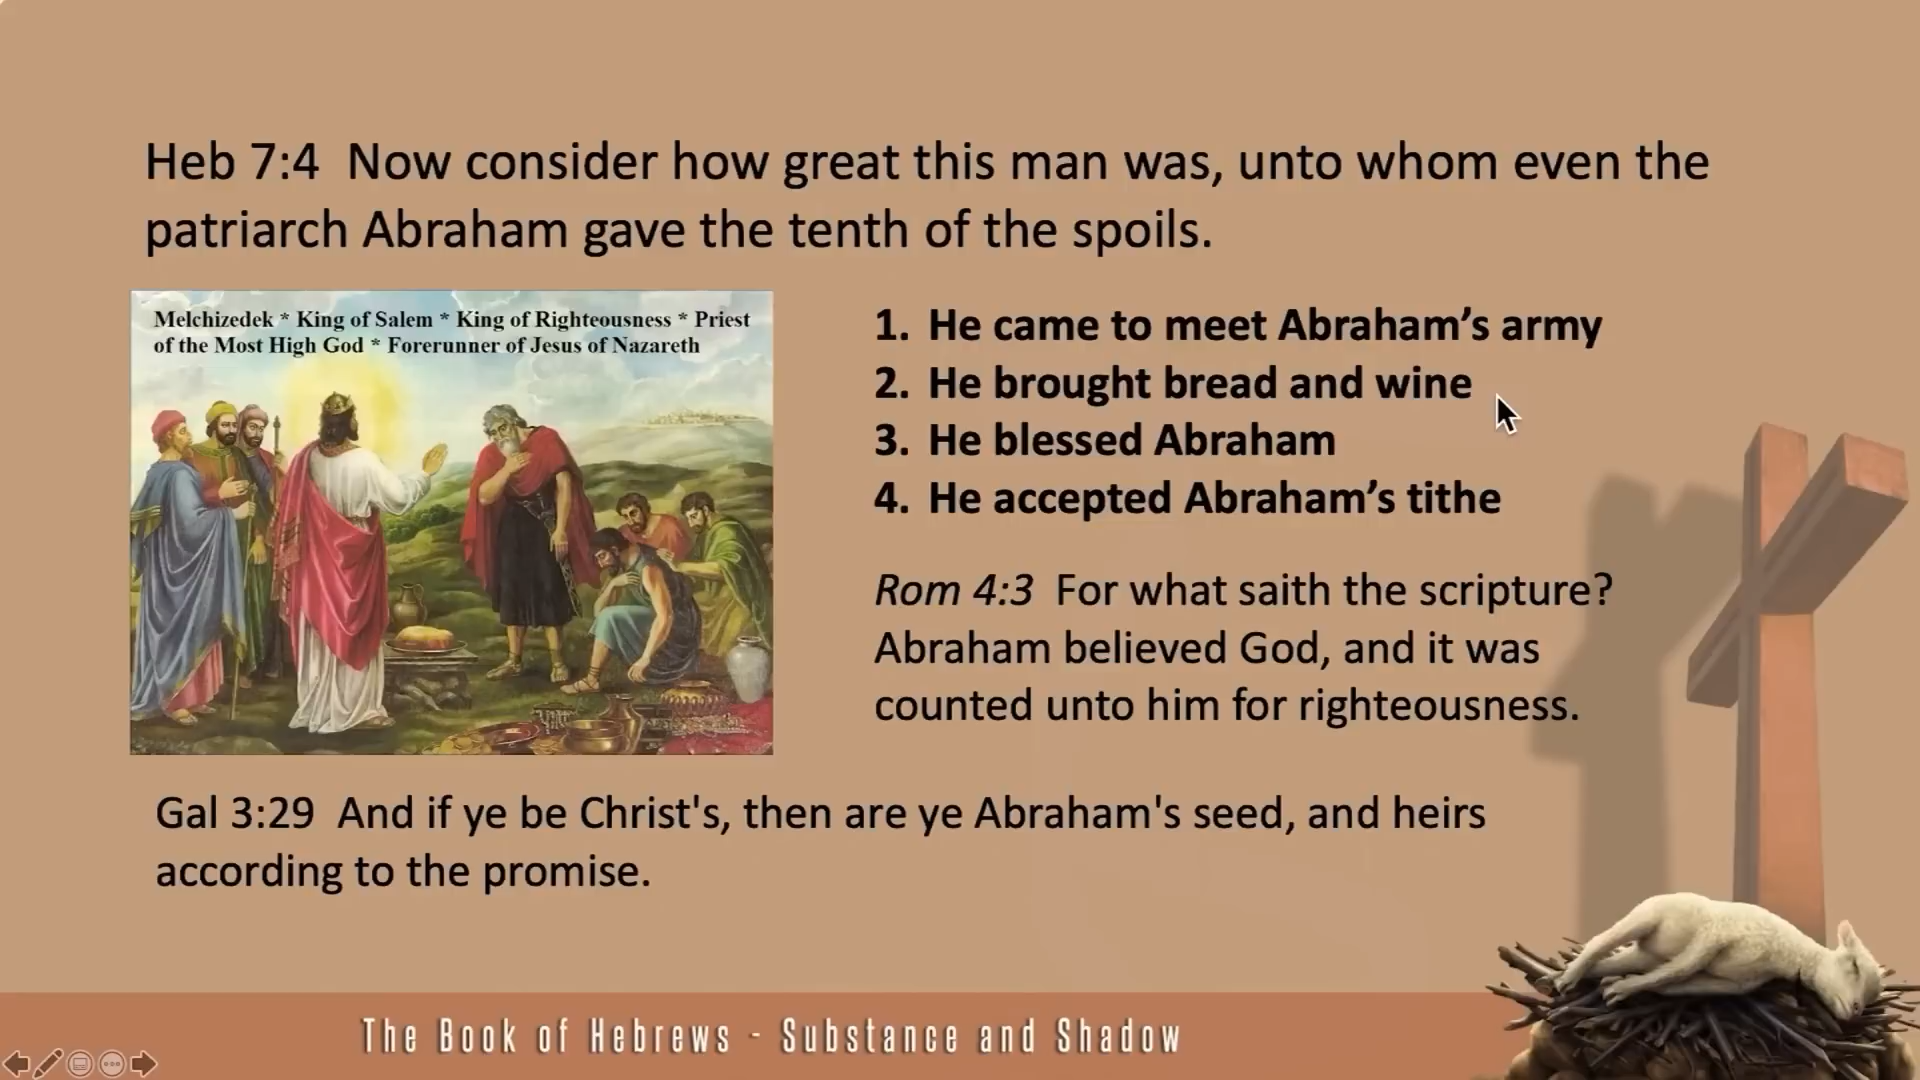 Heb 7:4  Now consider how great this man was, unto whom even the
patriarch Abraham gave the tenth of the spoils.
Melchizedek * King of Salem * King of Righteousness * Priest
of the Most High God * Forerunner of Jesus of Nazareth
1. He came to meet Abraham’s army
2. He brought bread and wine
3. He blessed Abraham
4. He accepted Abraham’s tithe
Rom 4:3  For what saith the scripture?
Abraham believed God, and it was
counted unto him for righteousness.
Gal 3:29  And if ye be Christ's, then are ye Abraham's seed, and heirs
according to the promise.
The Book of Hebrews - Substance and Shadow